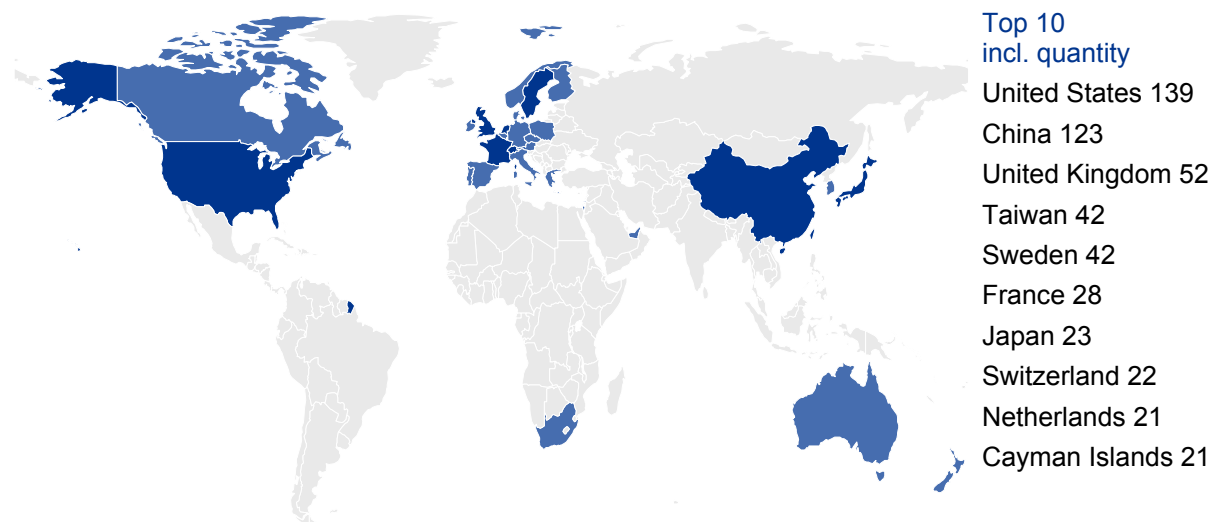 Top 10
incl. quantity
United States 139
China 123
United Kingdom 52
Taiwan 42
Sweden 42
France 28
Japan 23
Switzerland 22
Netherlands 21
Cayman Islands 21